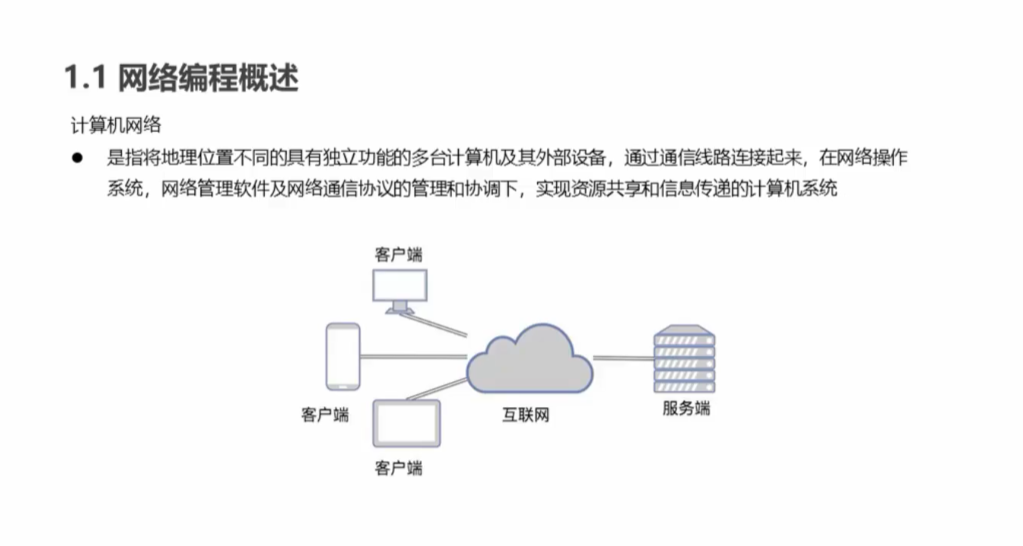 1.1 网络编程概述
计算机网络
● 是指将地理位置不同的具有独立功能的多台计算机及其外部设备，通过通信线路连接起来，在网络操作
系统，网络管理软件及网络通信协议的管理和协调下，实现资源共享和信息传递的计算机系统
客户端
客户端
互联网
服务端
客户端